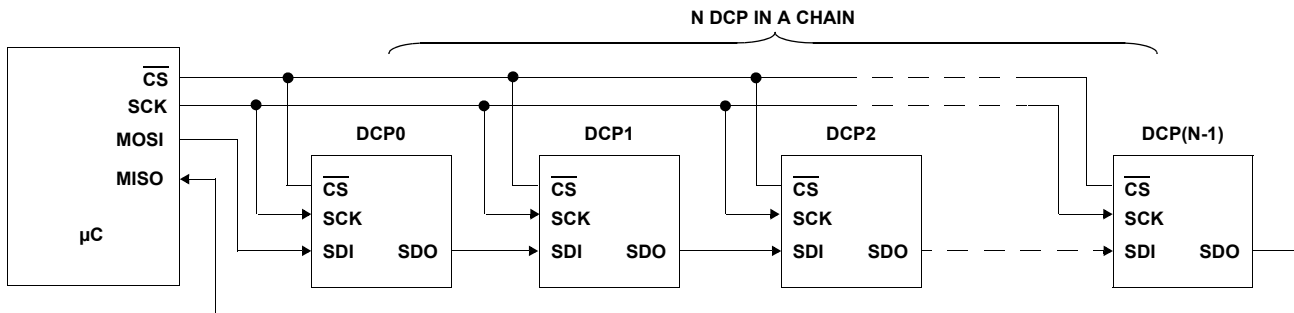 N DCP IN A CHAIN
CS
SCK
MOSI
MISO
µC
DCP0
CS
SCK
SDI SDO
DCP1
CS
SCK
SDI SDO
DCP2
CS
SCK
SDI SDO
DCP(N-1)
CS
SCK
SDI SDO